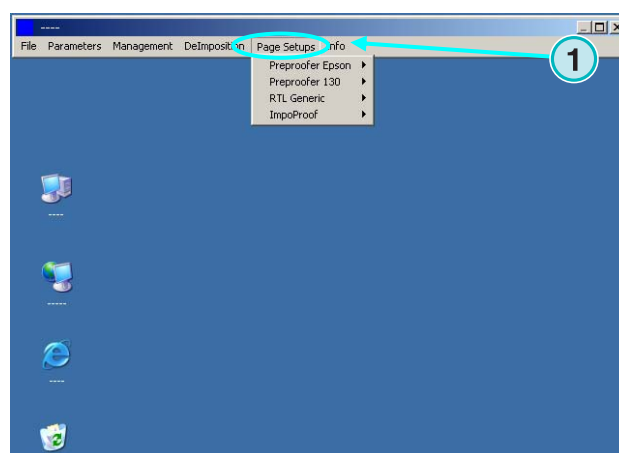 ----
File Parameters Management DeImposition Page Setups Info
1
Preproofer Epson
Preproofer 130
RTL Generic
ImpoProof
----
-----
----